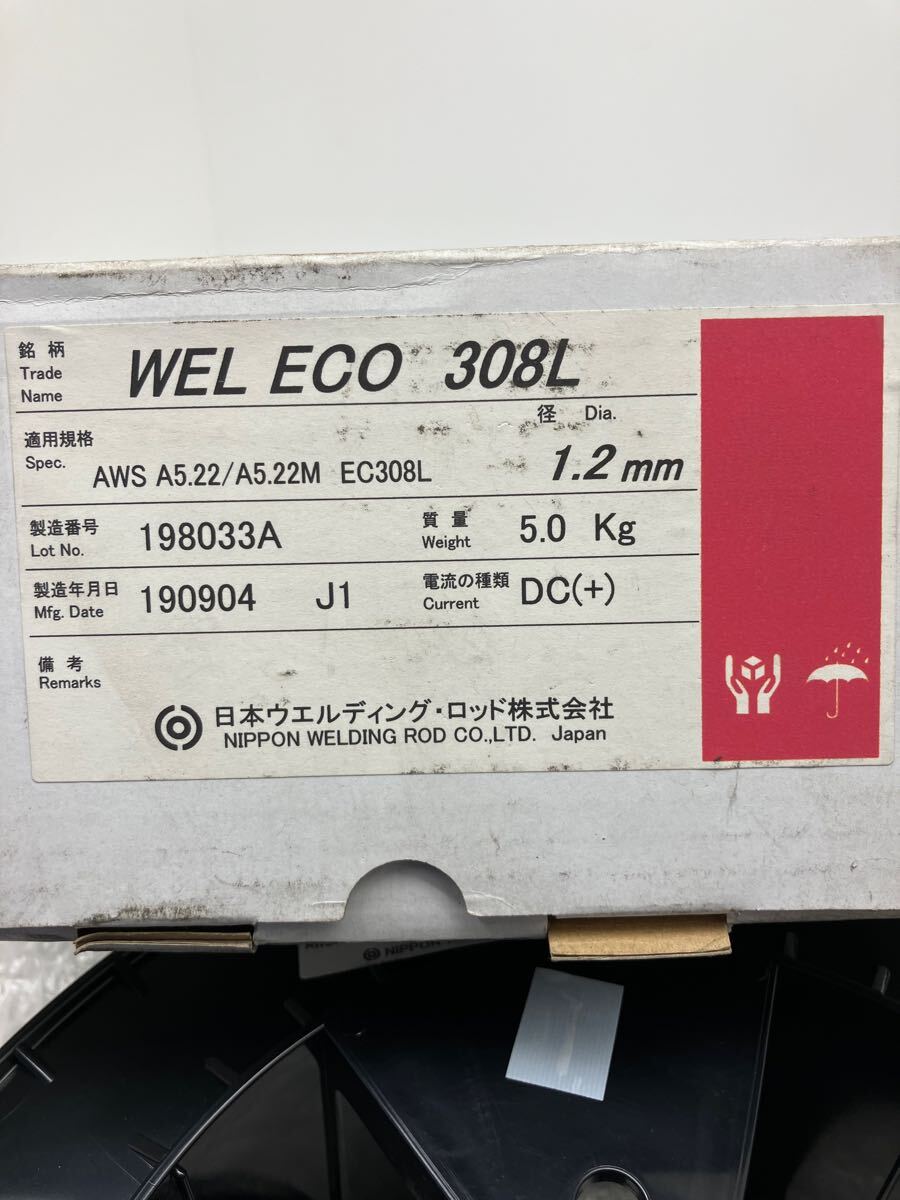 銘柄
Trade
Name
WEL ECO 308L
適用規格
Spec.
AWS A5.22/A5.22M EC308L
径 Dia.
1.2 mm
製造番号
Lot No.
198033A
質量
Weight
5.0 Kg
製造年月日
Mfg. Date
190904 J1
電流の種類
Current
DC(+)
備考
Remarks
日本ウエルディング・ロッド株式会社
NIPPON WELDING ROD CO.,LTD. Japan
NIPPON